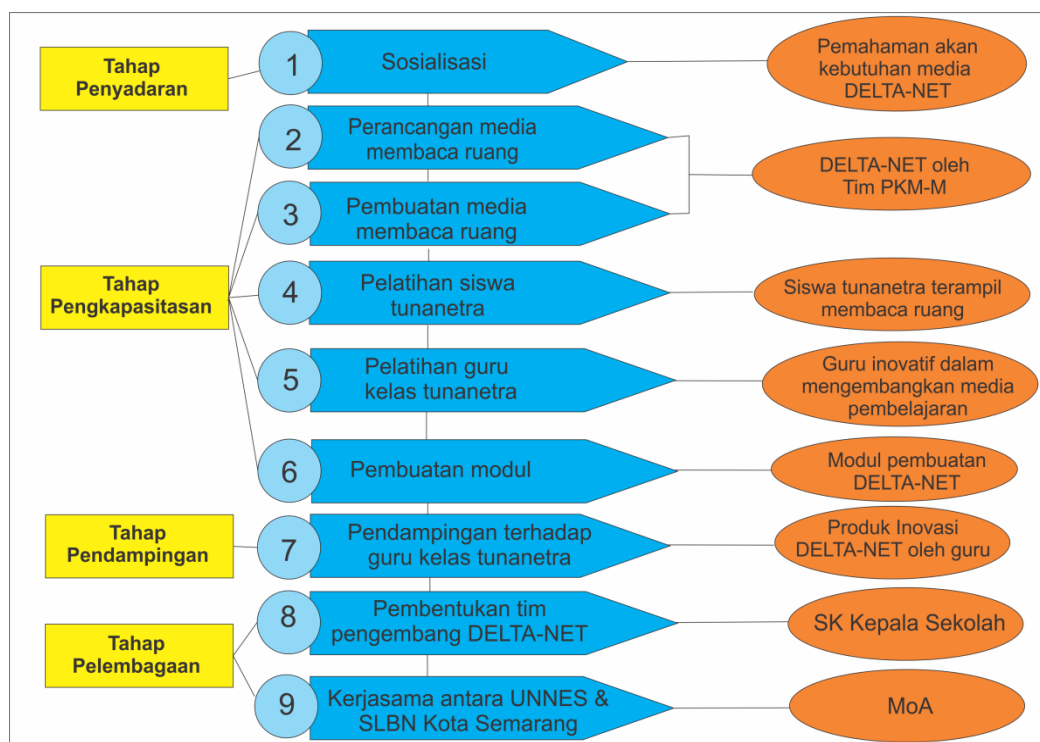 Tahap
Penyadaran
1
Sosialisasi
Pemahaman akan
kebutuhan media
DELTA-NET
2
Perancangan media
membaca ruang
DELTA-NET oleh
Tim PKM-M
3
Pembuatan media
membaca ruang
Tahap
Pengkapasitasan
4
Pelatihan siswa
tunanetra
Siswa tunanetra terampil
membaca ruang
5
Pelatihan guru
kelas tunanetra
Guru inovatif dalam
mengembangkan media
pembelajaran
6
Pembuatan modul
Modul pembuatan
DELTA-NET
Tahap
Pendampingan
7
Pendampingan terhadap
guru kelas tunanetra
Produk Inovasi
DELTA-NET oleh guru
Tahap
Pelembagaan
8
Pembentukan tim
pengembang DELTA-NET
SK Kepala Sekolah
9
Kerjasama antara UNNES &
SLBN Kota Semarang
MoA